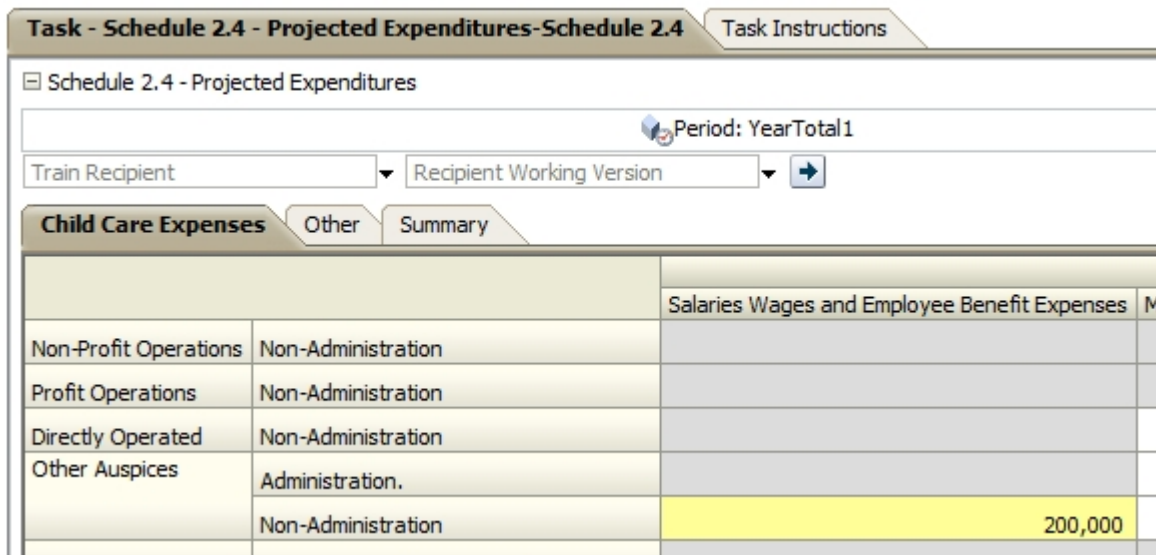 Task - Schedule 2.4 - Projected Expenditures-Schedule 2.4 Task Instructions
Schedule 2.4 - Projected Expenditures
Period: YearTotal1
Train Recipient Recipient Working Version
Child Care Expenses Other Summary
Salaries Wages and Employee Benefit Expenses
Non-Profit Operations Non-Administration
Profit Operations Non-Administration
Directly Operated Non-Administration
Other Auspices Administration.
Non-Administration 200,000